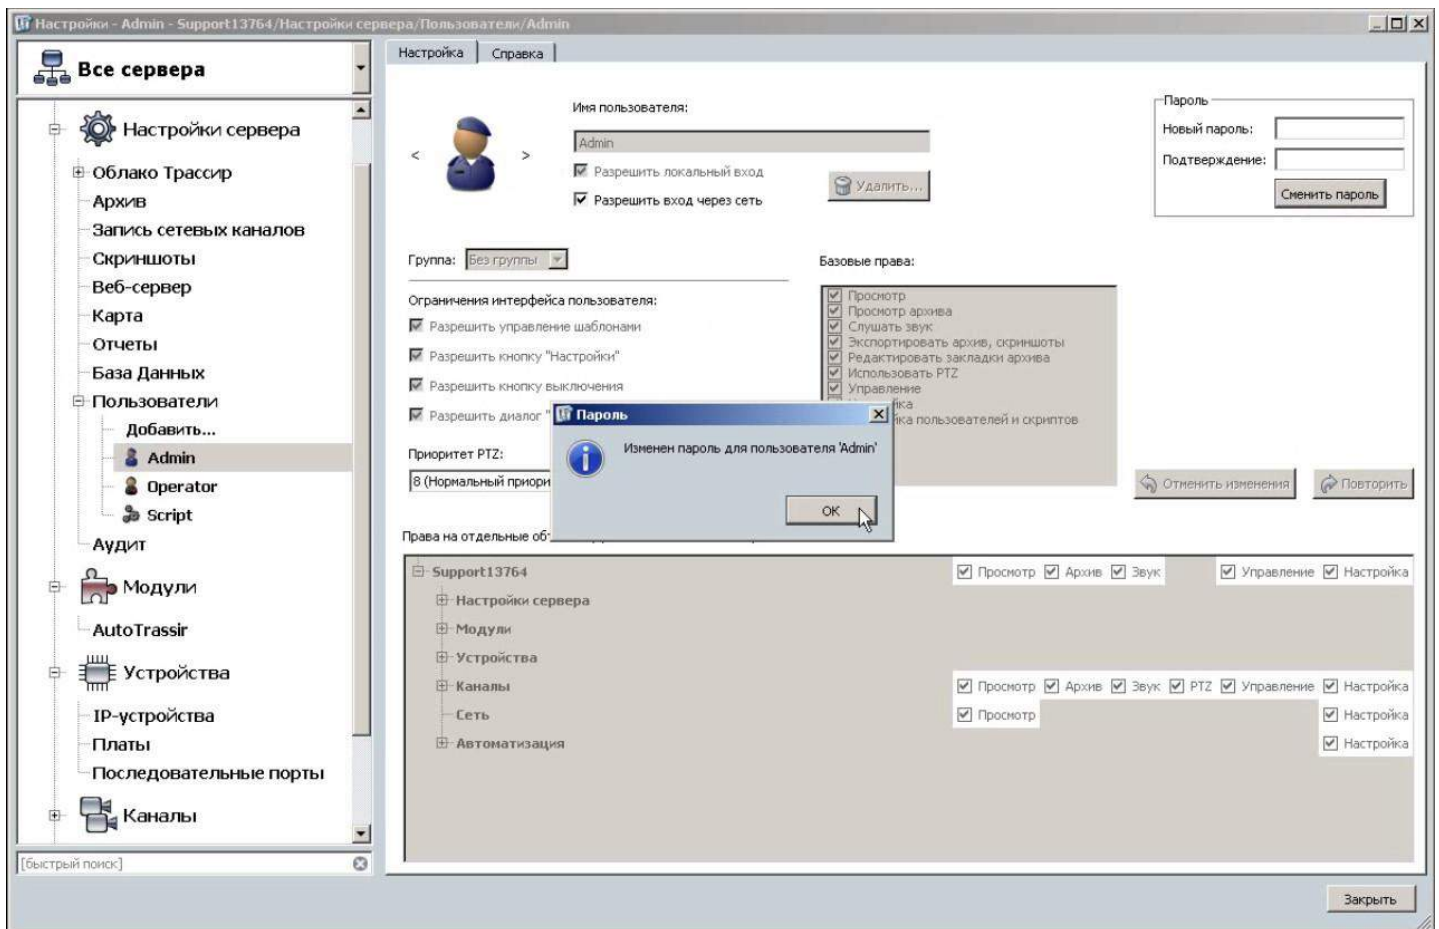 Настройки - Admin - Support13764/Настройки сервера/Пользователи/Admin
Все сервера
Настройки сервера
Облако Трассир
Архив
Запись сетевых каналов
Скриншоты
Веб-сервер
Карта
Отчеты
База Данных
Пользователи
Добавить...
Admin
Operator
Script
Аудит
Модули
AutoTrassir
Устройства
IP-устройства
Платы
Последовательные порты
Каналы
[быстрый поиск]
Настройка
Справка
Имя пользователя:
Admin
< >
Разрешить локальный вход
Разрешить вход через сеть
Удалить...
Пароль
Новый пароль:
Подтверждение:
Сменить пароль
Группа: Без группы
Ограничения интерфейса пользователя:
Разрешить управление шаблонами
Разрешить кнопку "Настройки"
Разрешить кнопку выключения
Разрешить диалог "
Приоритет PTZ:
8 (Нормальный приори
Базовые права:
Просмотр
Просмотр архива
Слушать звук
Экспортировать архив, скриншоты
Редактировать закладки архива
Использовать PTZ
Управление
йка
йка пользователей и скриптов
Пароль
Изменен пароль для пользователя 'Admin'
OK
Отменить изменения
Повторить
Права на отдельные об
Support13764 Просмотр Архив Звук Управление Настройка
Настройки сервера
Модули
Устройства
Каналы Просмотр Архив Звук PTZ Управление Настройка
Сеть Просмотр Настройка
Автоматизация Настройка
Закрыть